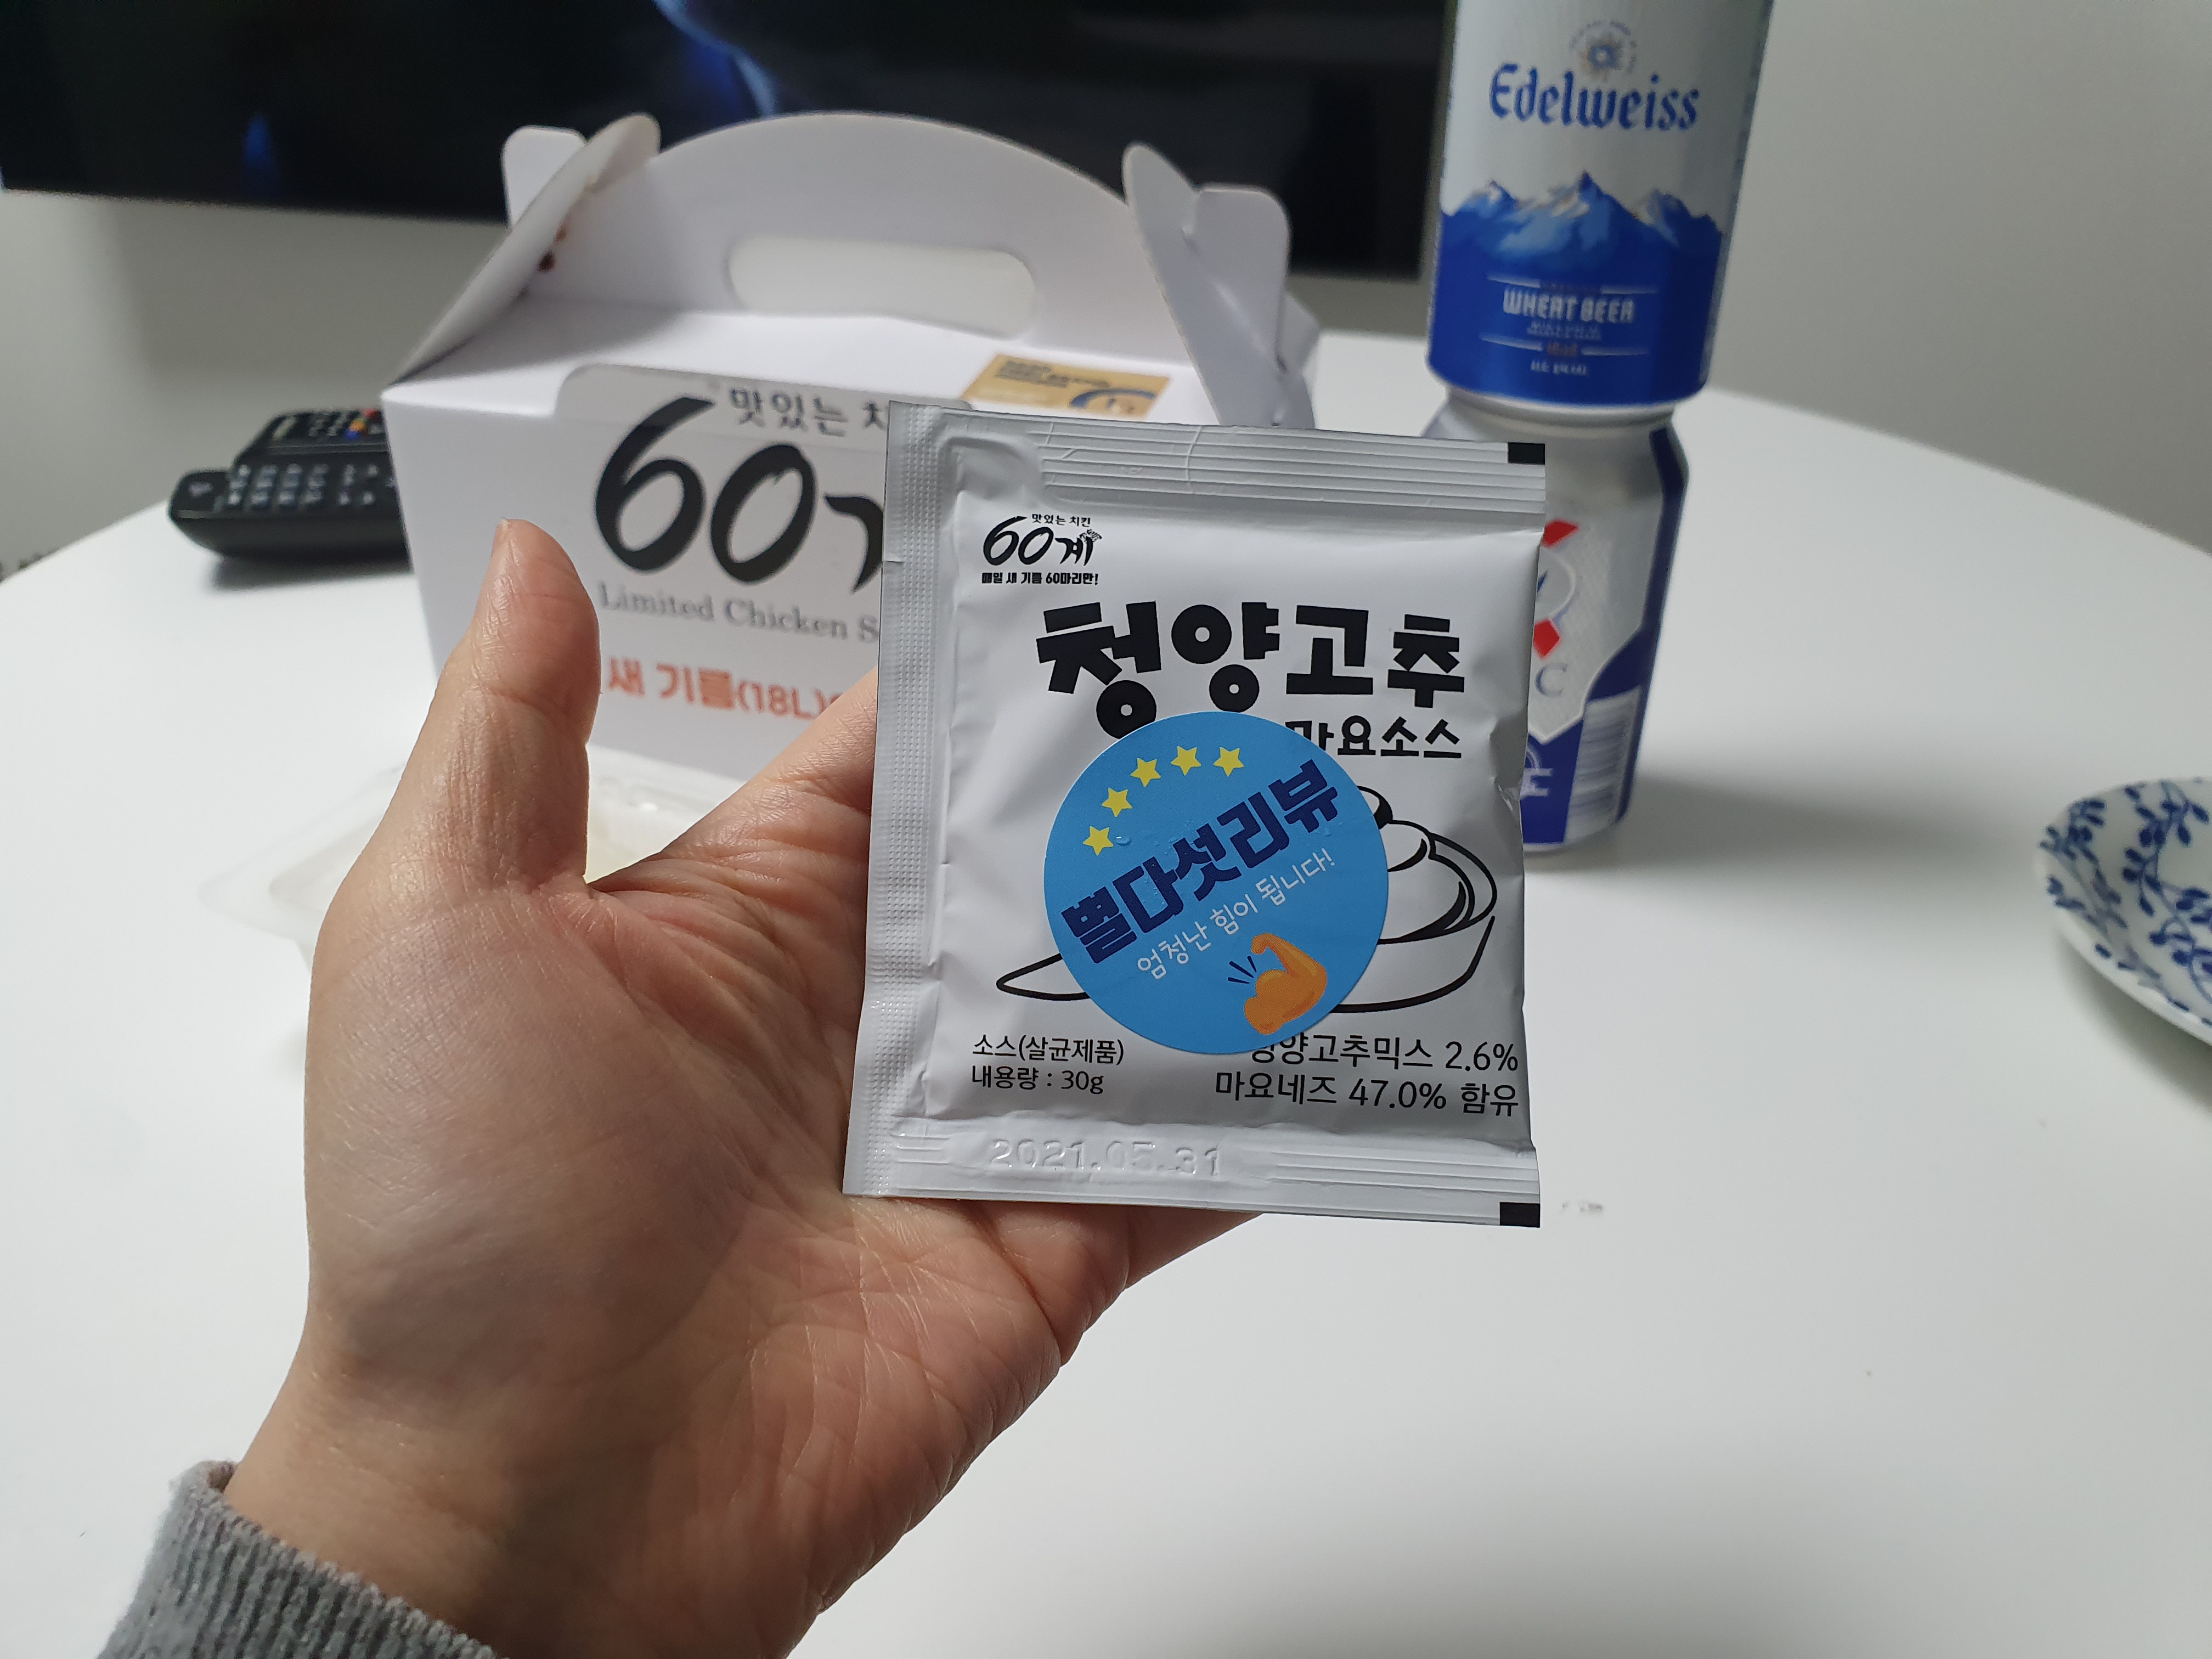 Edelweiss
WHEAT BEER
맛있는
60계
Limited Chicken
새 기름(18L)
C
맛있는 치킨
60계
매일 새 기름 60마리만!
청양고추
마요소스
별다섯리뷰
엄청난 힘이 됩니다!
소스(살균제품)
내용량 : 30g
청양고추믹스 2.6%
마요네즈 47.0% 함유
2021.05.31